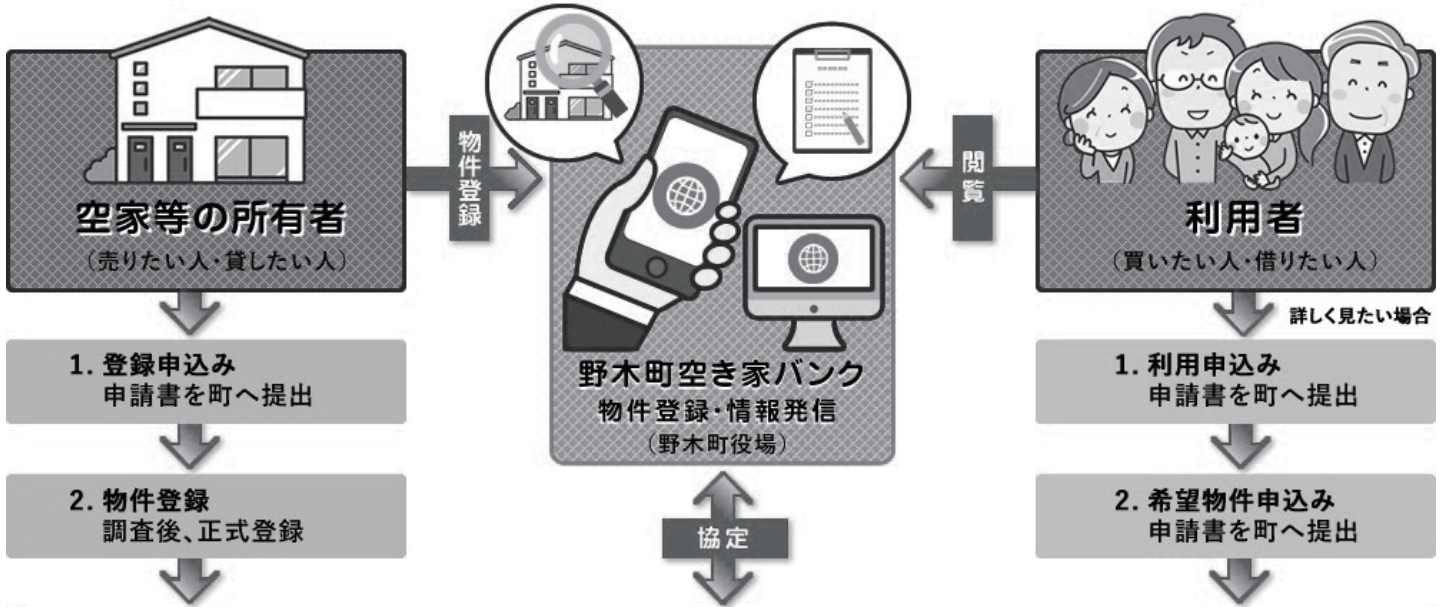 空家等の所有者
（売りたい人・貸したい人）
1. 登録申込み
申請書を町へ提出
2. 物件登録
調査後、正式登録
物件登録
野木町空き家バンク
物件登録・情報発信
（野木町役場）
協定
閲覧
利用者
（買いたい人・借りたい人）
詳しく見たい場合
1. 利用申込み
申請書を町へ提出
2. 希望物件申込み
申請書を町へ提出